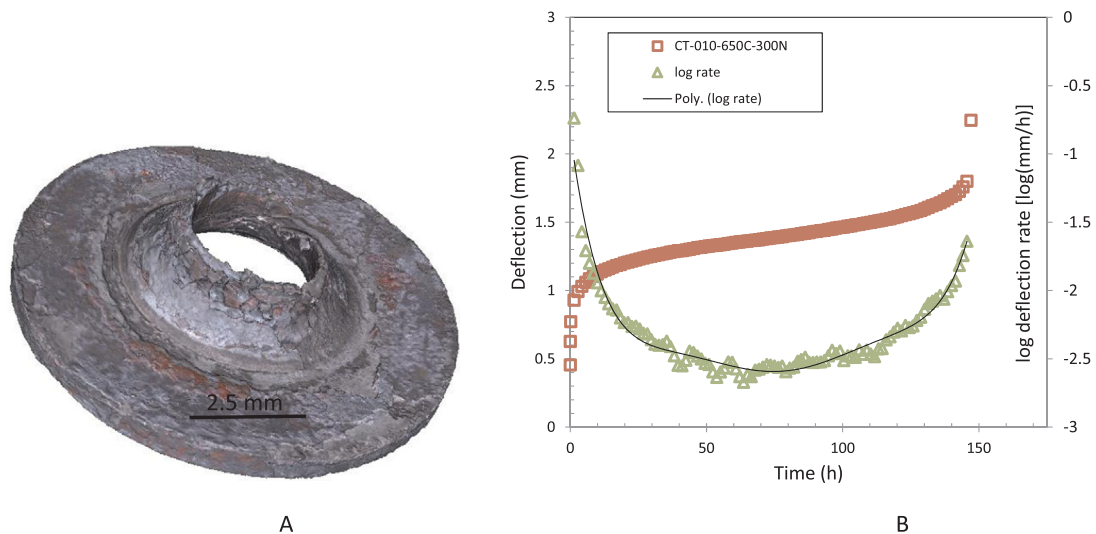 2.5 mm
A
3
2.5
2
1.5
1
0.5
0
Deflection (mm)
CT-010-650C-300N
log rate
Poly. (log rate)
0
-0.5
-1
-1.5
-2
-2.5
-3
log deflection rate [log(mm/h)]
0
50
100
150
Time (h)
B